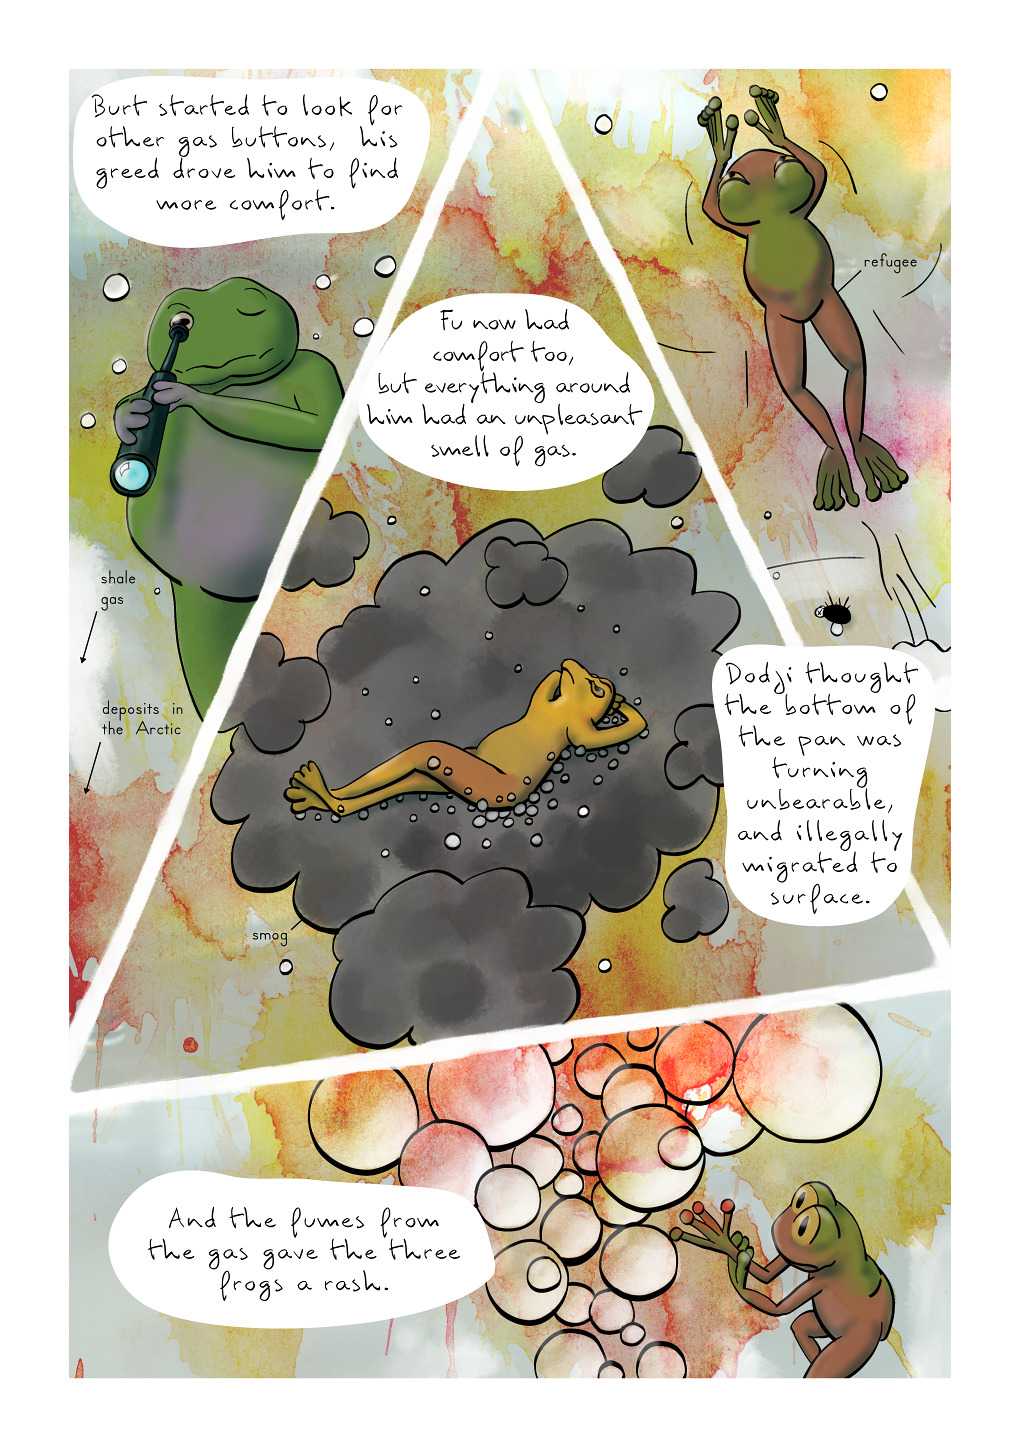 Burt started to look for
other gas buttons, his
greed drove him to find
more comfort.
refugee
Fu now had
comfort too,
but everything around
him had an unpleasant
smell of gas.
shale
gas
deposits in
the Arctic
Dodji thought
the bottom of
the pan was
turning
unbearable,
and illegally
migrated to
surface.
smog
And the fumes from
the gas gave the three
frogs a rash.